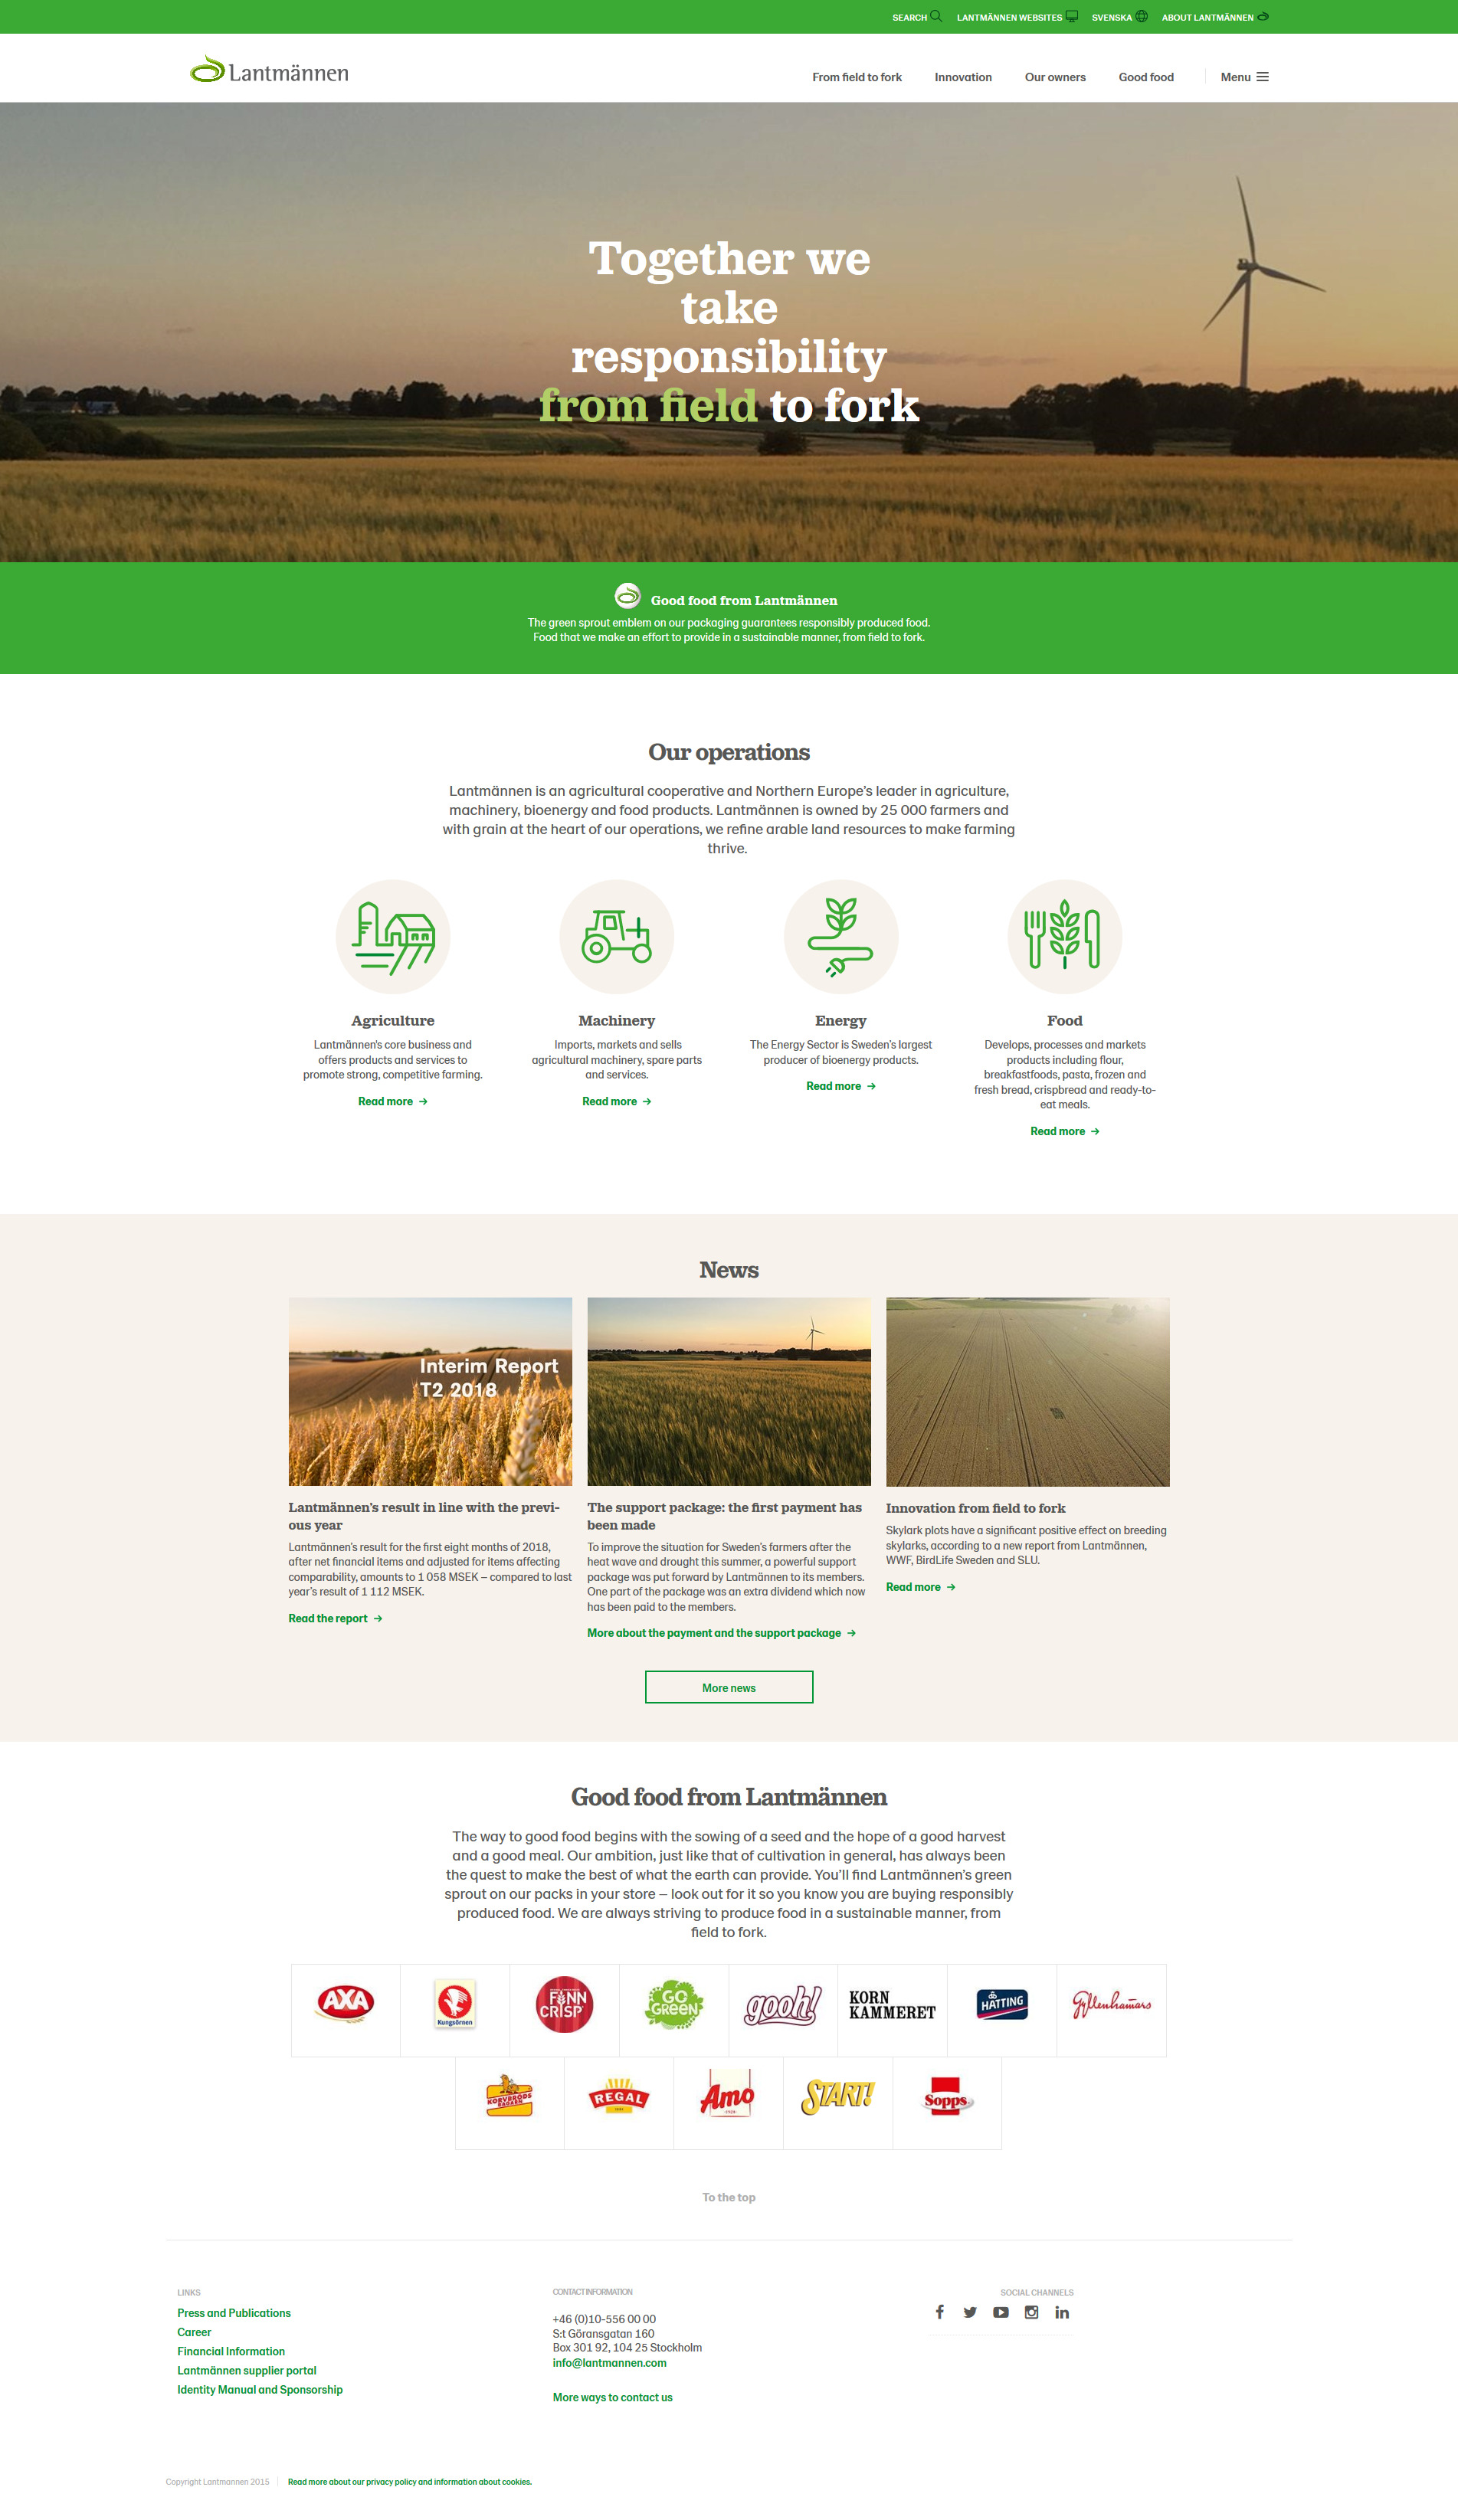 SEARCH
LANTMÄNNEN WEBSITES
SVENSKA
ABOUT LANTMÄNNEN
Lantmännen
From field to fork
Innovation
Our owners
Good food
Menu
Together we
take
responsibility
from field to fork
Good food from Lantmännen
The green sprout emblem on our packaging guarantees responsibly produced food.
Food that we make an effort to provide in a sustainable manner, from field to fork.
Our operations
Lantmännen is an agricultural cooperative and Northern Europe's leader in agriculture,
machinery, bioenergy and food products. Lantmännen is owned by 25 000 farmers and
with grain at the heart of our operations, we refine arable land resources to make farming
thrive.
Agriculture
Lantmännen's core business and
offers products and services to
promote strong, competitive farming.
Read more
Machinery
Imports, markets and sells
agricultural machinery, spare parts
and services.
Read more
Energy
The Energy Sector is Sweden's largest
producer of bioenergy products.
Read more
Food
Develops, processes and markets
products including flour,
breakfastfoods, pasta, frozen and
fresh bread, crispbread and ready-to-
eat meals.
Read more
News
Interim Report
T2 2018
Lantmännen's result in line with the previ-
ous year
Lantmännen's result for the first eight months of 2018,
after net financial items and adjusted for items affecting
comparability, amounts to 1 058 MSEK – compared to last
year's result of 1 112 MSEK.
Read the report
The support package: the first payment has
been made
To improve the situation for Sweden's farmers after the
heat wave and drought this summer, a powerful support
package was put forward by Lantmännen to its members.
One part of the package was an extra dividend which now
has been paid to the members.
More about the payment and the support package
Innovation from field to fork
Skylark plots have a significant positive effect on breeding
skylarks, according to a new report from Lantmännen,
WWF, BirdLife Sweden and SLU.
Read more
More news
Good food from Lantmännen
The way to good food begins with the sowing of a seed and the hope of a good harvest
and a good meal. Our ambition, just like that of cultivation in general, has always been
the quest to make the best of what the earth can provide. You'll find Lantmännen's green
sprout on our packs in your store – look out for it so you know you are buying responsibly
produced food. We are always striving to produce food in a sustainable manner, from
field to fork.
AXA
Kungsörnen
FINN
CRISP
GO
GREEN
gooh!
KORN
KAMMERET
HATTING
Gyllenhammars
KORVBRÖDS
BAGARN
REGAL
Amo
START!
Sopps
To the top
LINKS
Press and Publications
Career
Financial Information
Lantmännen supplier portal
Identity Manual and Sponsorship
CONTACT INFORMATION
+46 (0)10-556 00 00
S:t Göransgatan 160
Box 301 92, 104 25 Stockholm
info@lantmannen.com
More ways to contact us
SOCIAL CHANNELS
Copyright Lantmannen 2015
Read more about our privacy policy and information about cookies.